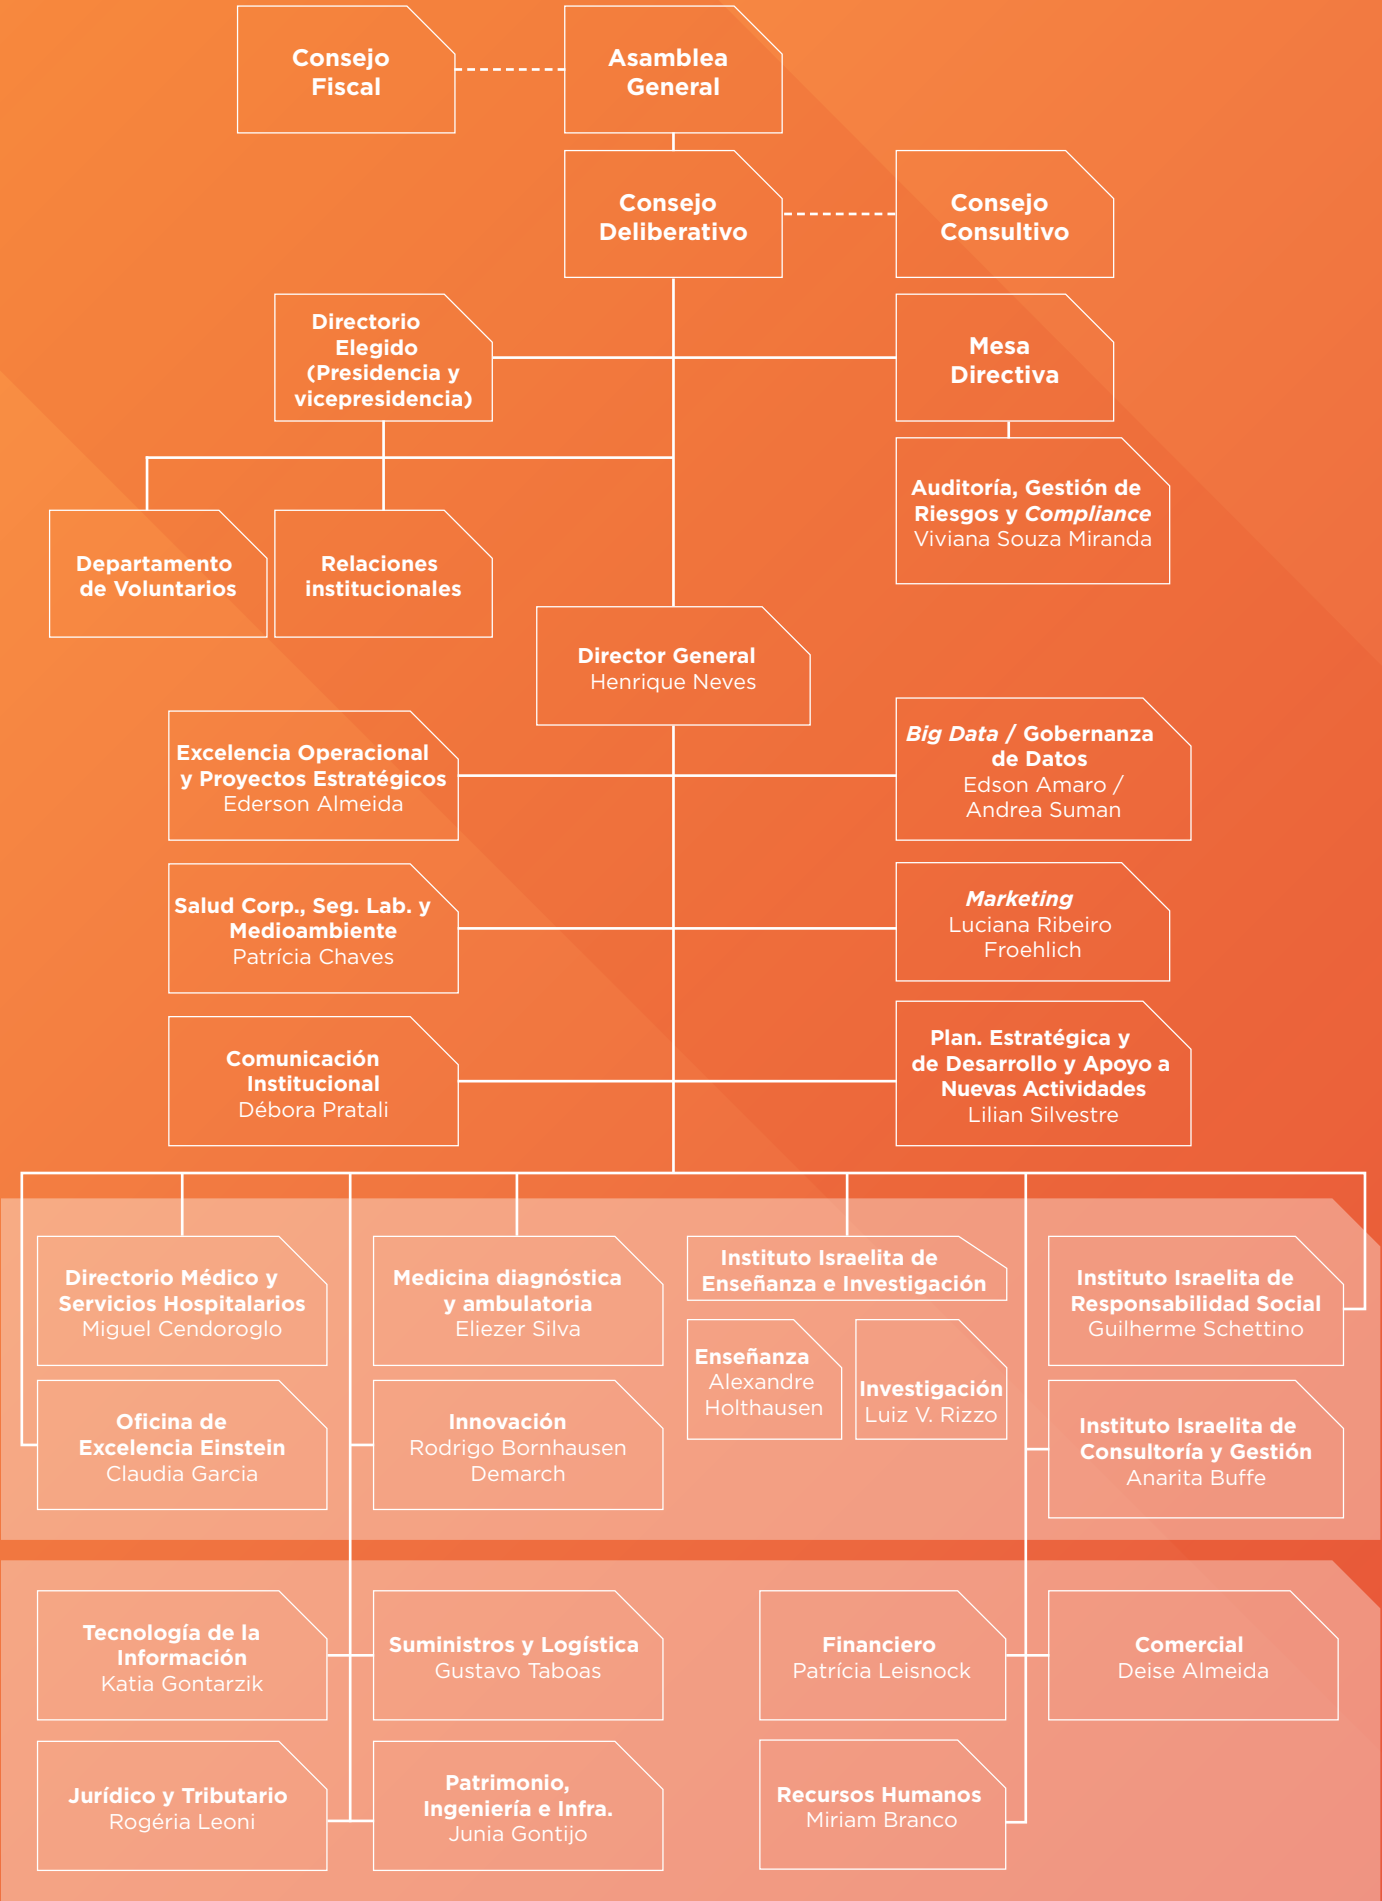 Consejo
Fiscal
Asamblea
General
Consejo
Deliberativo
Consejo
Consultivo
Directorio
Elegido
(Presidencia y
vicepresidencia)
Mesa
Directiva
Auditoría, Gestión de
Riesgos y Compliance
Viviana Souza Miranda
Departamento
de Voluntarios
Relaciones
institucionales
Director General
Henrique Neves
Excelencia Operacional
y Proyectos Estratégicos
Ederson Almeida
Big Data / Gobernanza
de Datos
Edson Amaro /
Andrea Suman
Salud Corp., Seg. Lab. y
Medioambiente
Patrícia Chaves
Marketing
Luciana Ribeiro
Froehlich
Comunicación
Institucional
Débora Pratali
Plan. Estratégica y
de Desarrollo y Apoyo a
Nuevas Actividades
Lilian Silvestre
Directorio Médico y
Servicios Hospitalarios
Miguel Cendoroglo
Medicina diagnóstica
y ambulatoria
Eliezer Silva
Instituto Israelita de
Enseñanza e Investigación
Instituto Israelita de
Responsabilidad Social
Guilherme Schettino
Enseñanza
Alexandre
Holthausen
Investigación
Luiz V. Rizzo
Oficina de
Excelencia Einstein
Claudia Garcia
Innovación
Rodrigo Bornhausen
Demarch
Instituto Israelita de
Consultoría y Gestión
Anarita Buffe
Tecnología de la
Información
Katia Gontarzik
Suministros y Logística
Gustavo Taboas
Financiero
Patrícia Leisnock
Comercial
Deise Almeida
Jurídico y Tributario
Rogéria Leoni
Patrimonio,
Ingeniería e Infra.
Junia Gontijo
Recursos Humanos
Miriam Branco